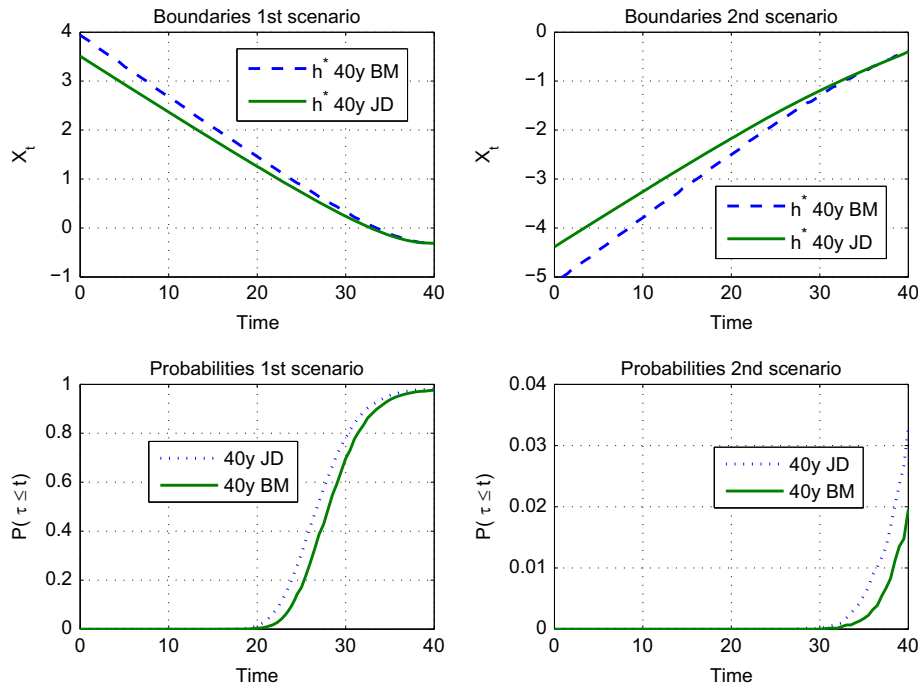 Boundaries 1st scenario
4
3
2
1
0
−1
X_t
h* 40y BM
h* 40y JD
0 10 20 30 40
Time
Boundaries 2nd scenario
0
−1
−2
−3
−4
−5
X_t
h* 40y BM
h* 40y JD
0 10 20 30 40
Time
Probabilities 1st scenario
1
0.8
0.6
0.4
0.2
0
P( τ ≤ t)
40y JD
40y BM
0 10 20 30 40
Time
Probabilities 2nd scenario
0.04
0.03
0.02
0.01
0
P( τ ≤ t)
40y JD
40y BM
0 10 20 30 40
Time